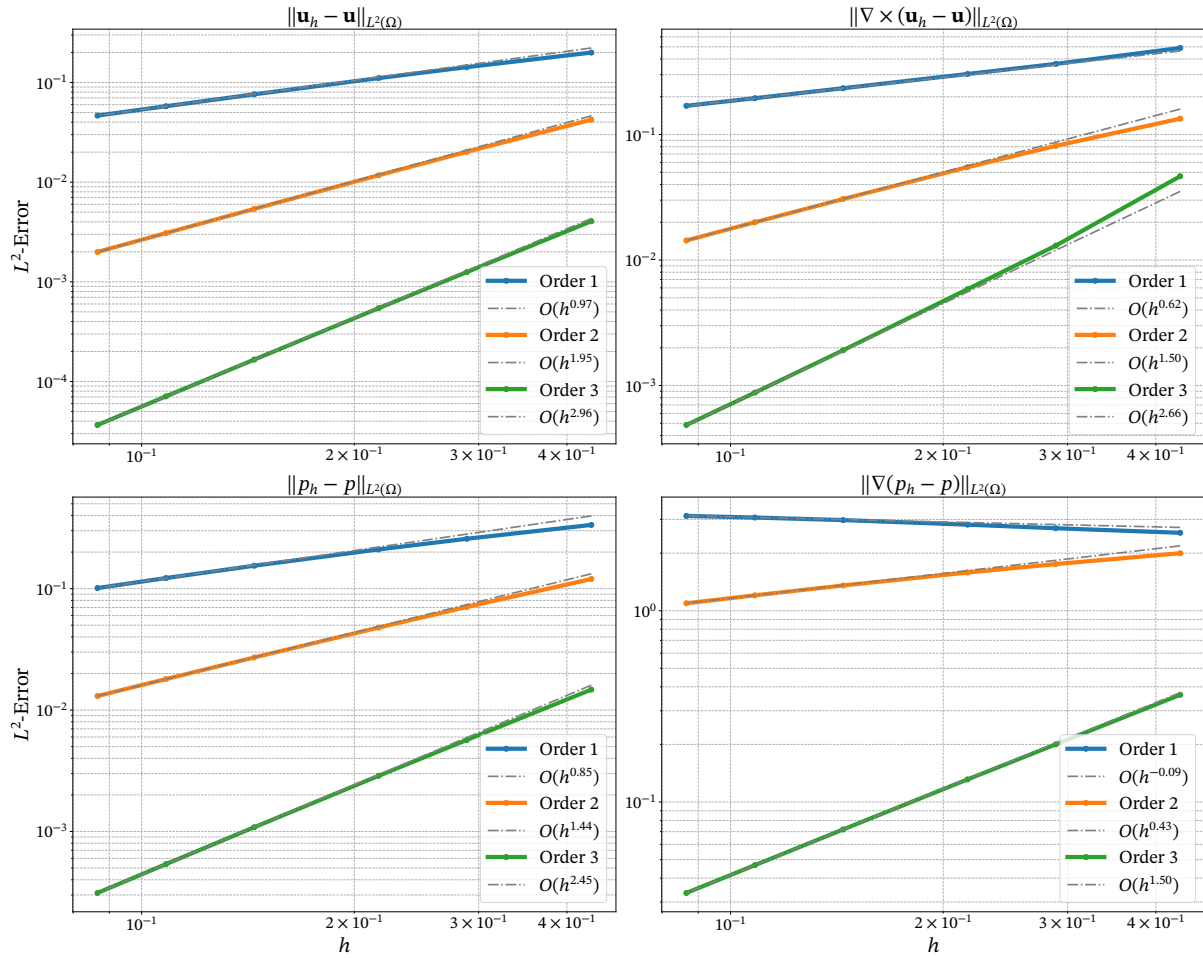 ||𝐮ₕ − 𝐮||_{L²(Ω)}
L²-Error
10⁻¹
10⁻²
10⁻³
10⁻⁴
Order 1
O(h^{0.97})
Order 2
O(h^{1.95})
Order 3
O(h^{2.96})
10⁻¹
2 × 10⁻¹
3 × 10⁻¹
4 × 10⁻¹
||∇ × (𝐮ₕ − 𝐮)||_{L²(Ω)}
10⁻¹
10⁻²
10⁻³
Order 1
O(h^{0.62})
Order 2
O(h^{1.50})
Order 3
O(h^{2.66})
10⁻¹
2 × 10⁻¹
3 × 10⁻¹
4 × 10⁻¹
||pₕ − p||_{L²(Ω)}
L²-Error
10⁻¹
10⁻²
10⁻³
Order 1
O(h^{0.85})
Order 2
O(h^{1.44})
Order 3
O(h^{2.45})
10⁻¹
2 × 10⁻¹
3 × 10⁻¹
4 × 10⁻¹
h
||∇(pₕ − p)||_{L²(Ω)}
10⁰
10⁻¹
Order 1
O(h^{−0.09})
Order 2
O(h^{0.43})
Order 3
O(h^{1.50})
10⁻¹
2 × 10⁻¹
3 × 10⁻¹
4 × 10⁻¹
h